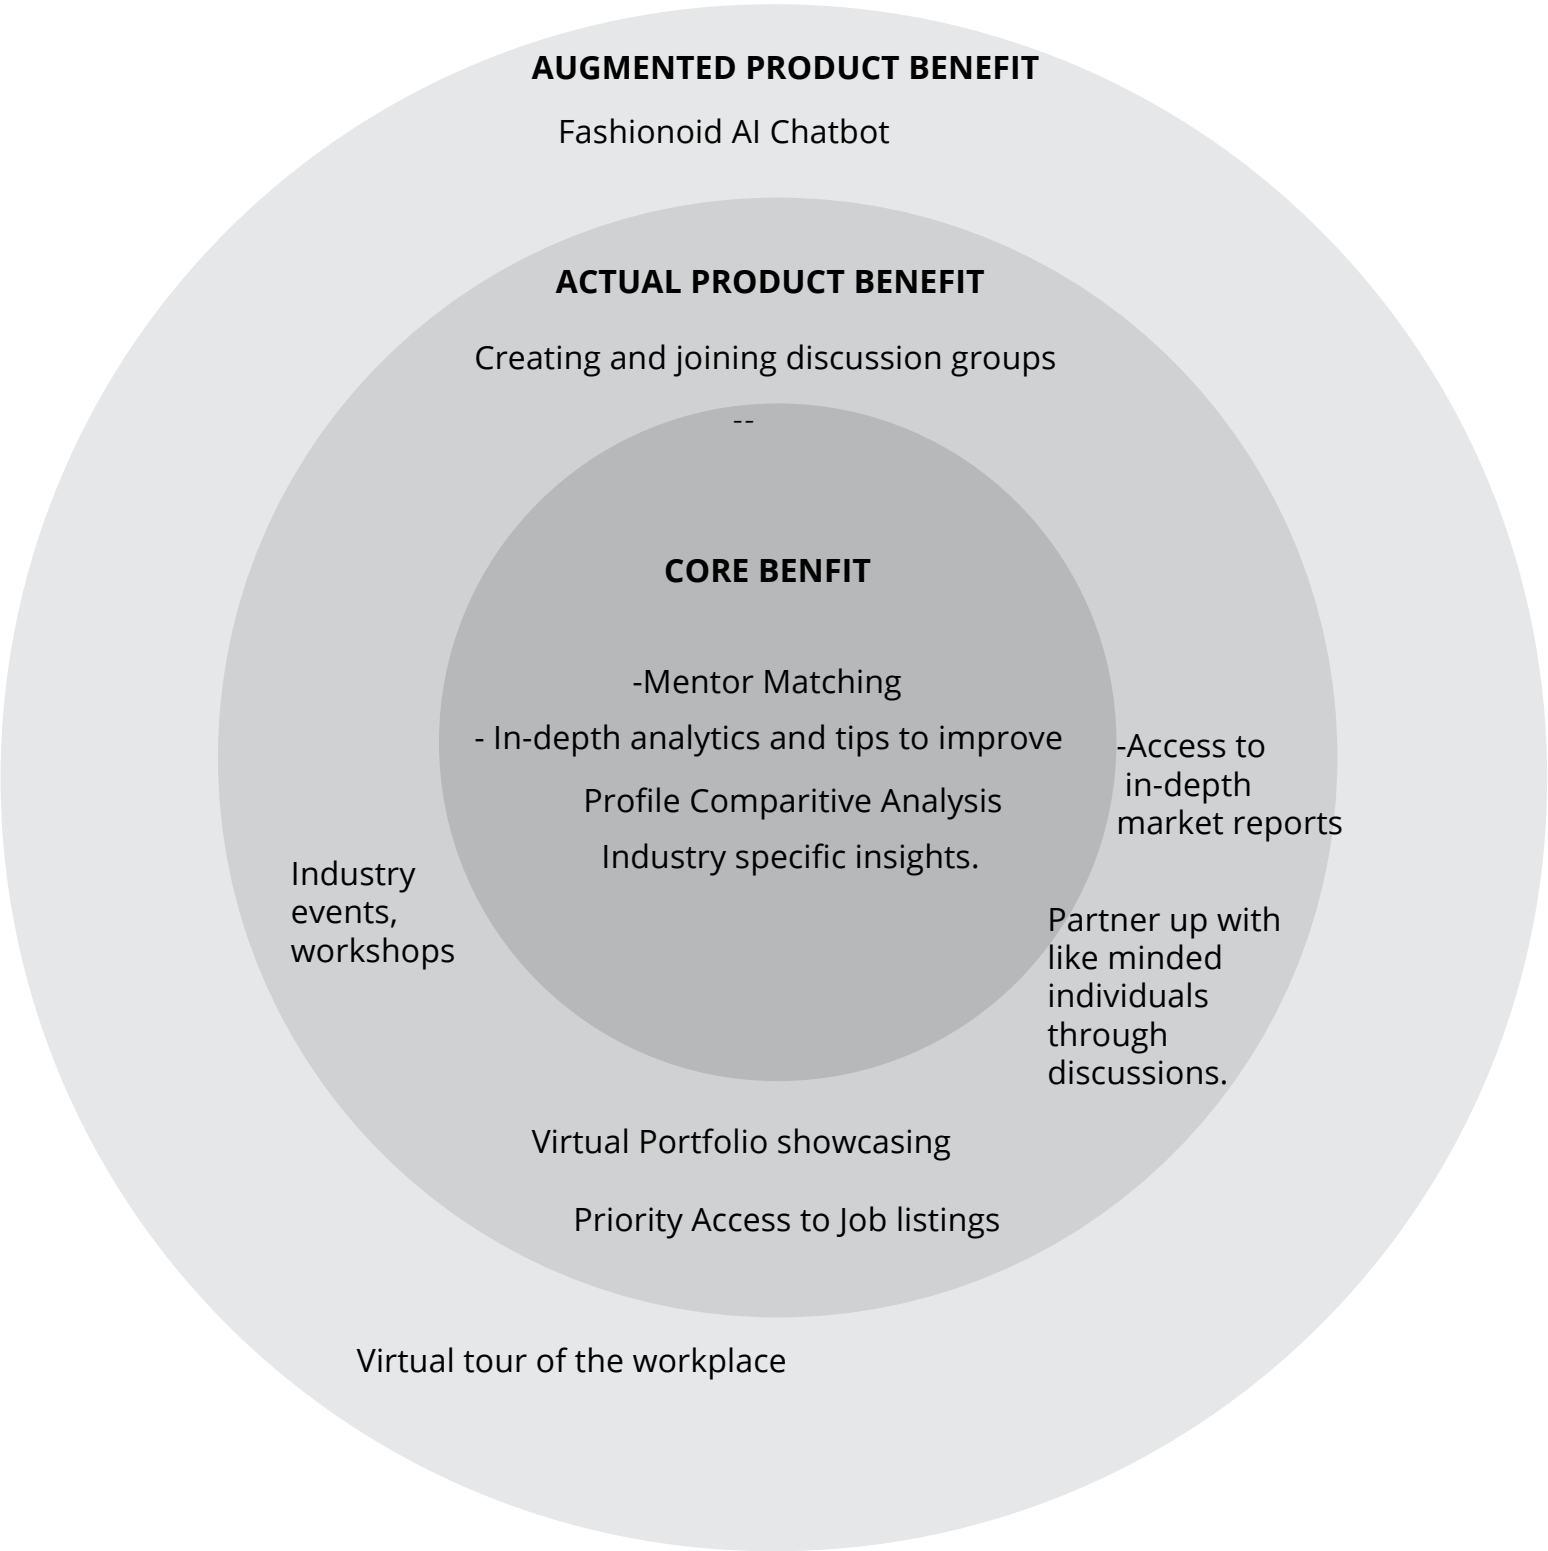 AUGMENTED PRODUCT BENEFIT
Fashionoid AI Chatbot
ACTUAL PRODUCT BENEFIT
Creating and joining discussion groups
--
CORE BENFIT
-Mentor Matching
- In-depth analytics and tips to improve
Profile Comparitive Analysis
Industry specific insights.
-Access to
in-depth
market reports
Industry
events,
workshops
Partner up with
like minded
individuals
through
discussions.
Virtual Portfolio showcasing
Priority Access to Job listings
Virtual tour of the workplace